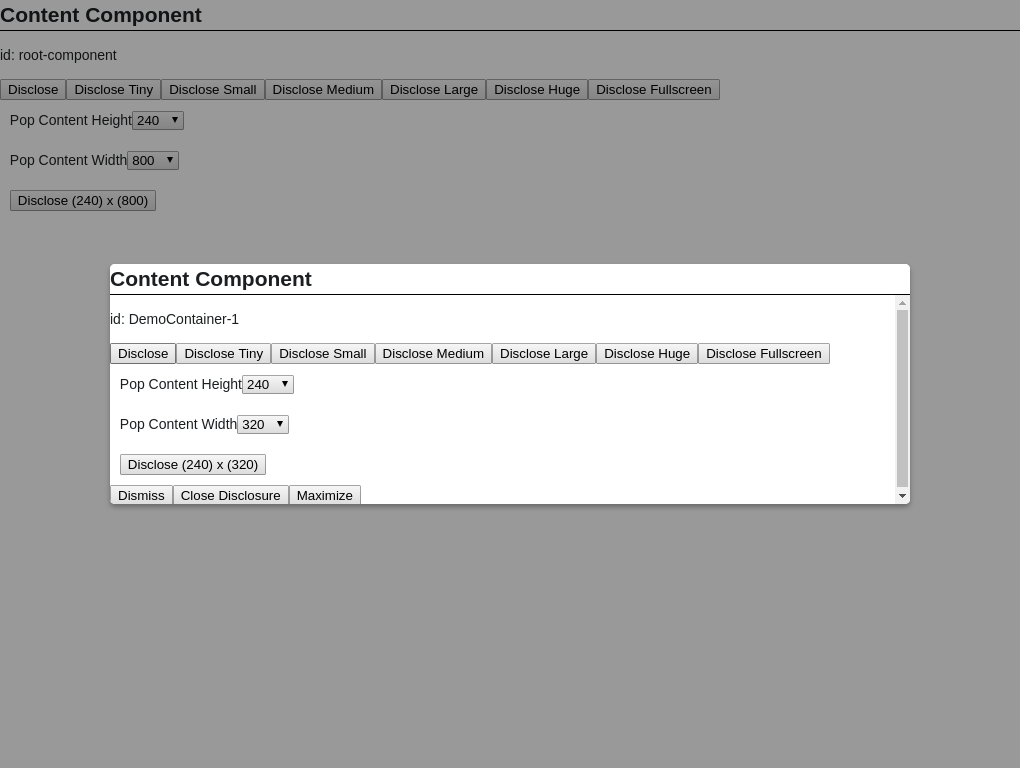 Content Component
id: root-component
Disclose Disclose Tiny Disclose Small Disclose Medium Disclose Large Disclose Huge Disclose Fullscreen
Pop Content Height 240
Pop Content Width 800
Disclose (240) x (800)
Content Component
id: DemoContainer-1
Disclose Disclose Tiny Disclose Small Disclose Medium Disclose Large Disclose Huge Disclose Fullscreen
Pop Content Height 240
Pop Content Width 320
Disclose (240) x (320)
Dismiss Close Disclosure Maximize